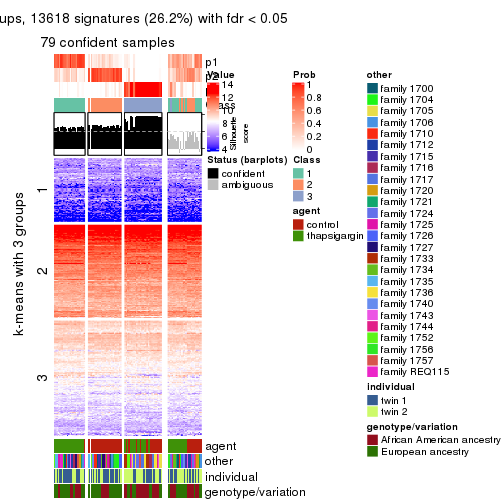 ups, 13618 signatures (26.2%) with fdr < 0.05
79 confident samples
p1
p2
Value
14
12
10
8
6
4
Silhouette
score
Prob
1
0.8
0.6
0.4
0.2
0
Status (barplots)
confident
ambiguous
Class
1
2
3
agent
control
thapsigargin
other
family 1700
family 1704
family 1705
family 1706
family 1710
family 1712
family 1715
family 1716
family 1717
family 1720
family 1721
family 1724
family 1725
family 1726
family 1727
family 1733
family 1734
family 1735
family 1736
family 1740
family 1743
family 1744
family 1752
family 1756
family 1757
family REQ115
individual
twin 1
twin 2
genotype/variation
African American ancestry
European ancestry
k-means with 3 groups
1
2
3
agent
other
individual
genotype/variation